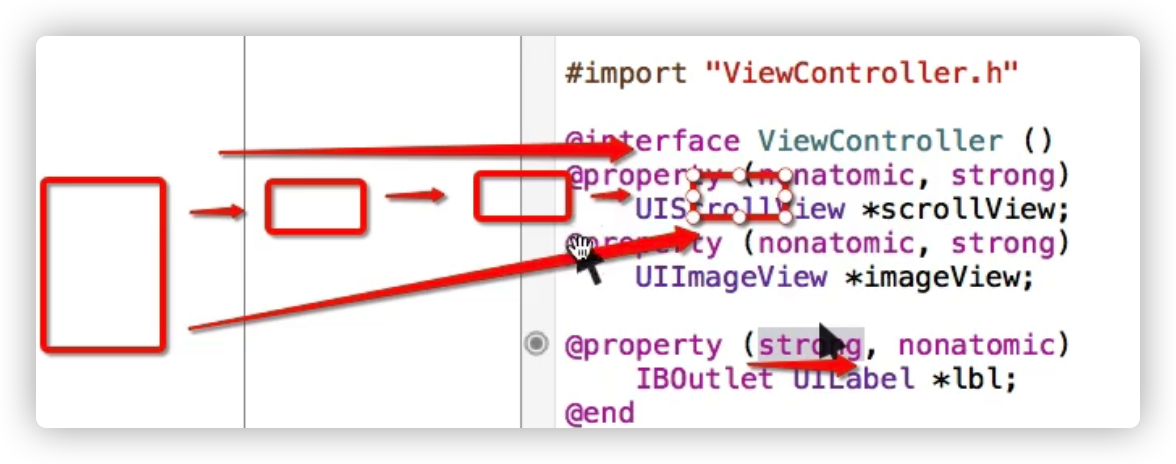 #import "ViewController.h"
@interface ViewController ()
@property (nonatomic, strong)
UIScrollView *scrollView;
@property (nonatomic, strong)
UIImageView *imageView;
@property (strong, nonatomic)
IBOutlet UILabel *lbl;
@end